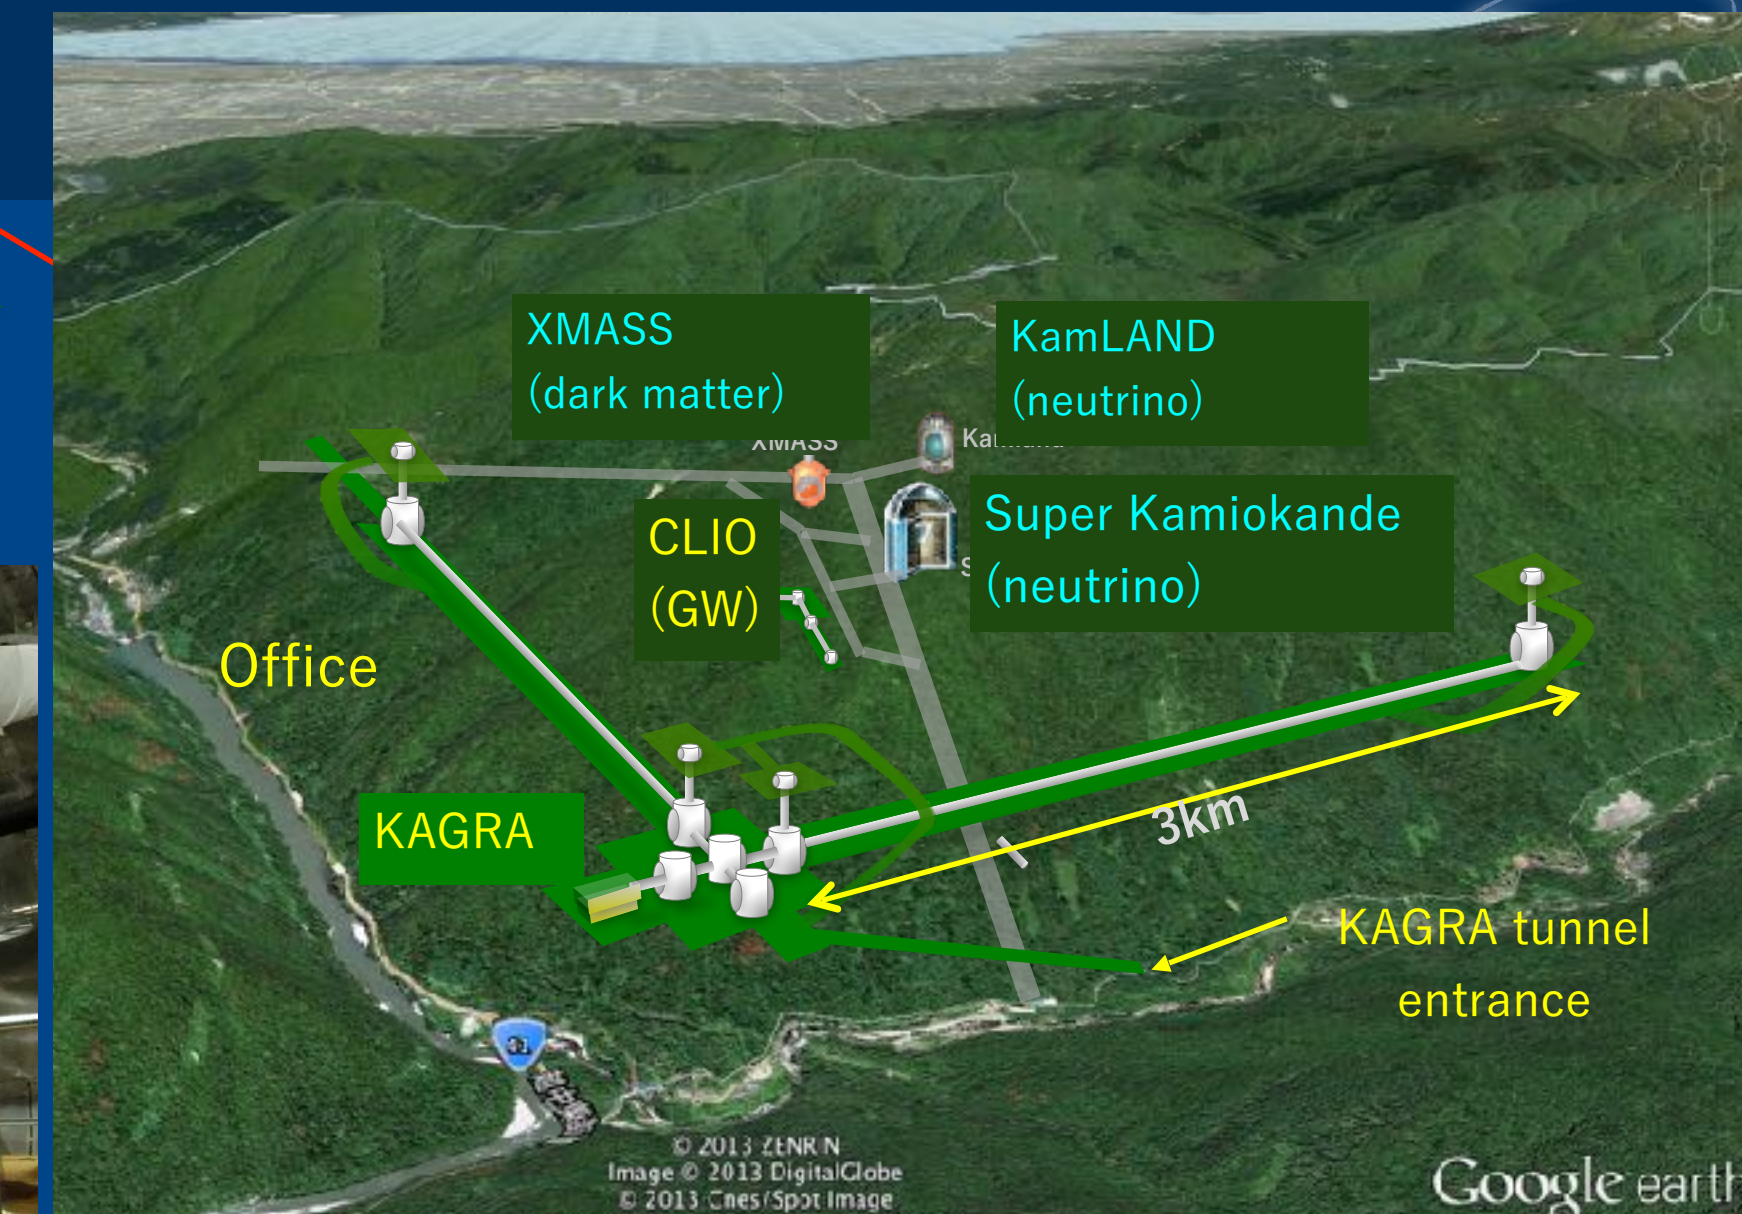 XMASS
(dark matter)
KamLAND
(neutrino)
XMASS
CLIO
(GW)
Super Kamiokande
(neutrino)
Office
KAGRA
3km
KAGRA tunnel
entrance
© 2013 ZENRIN
Image © 2013 DigitalGlobe
© 2013 Cnes/Spot Image
Google earth